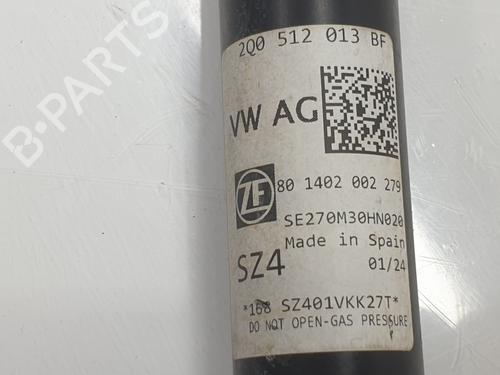 2Q0 512 013 BF
VW AG
ZF
80 1402 002 279
SE270M30HN020
Made in Spain
SZ4
01/24
*168 SZ401VKK27T*
DO NOT OPEN-GAS PRESSURE
B-PARTS